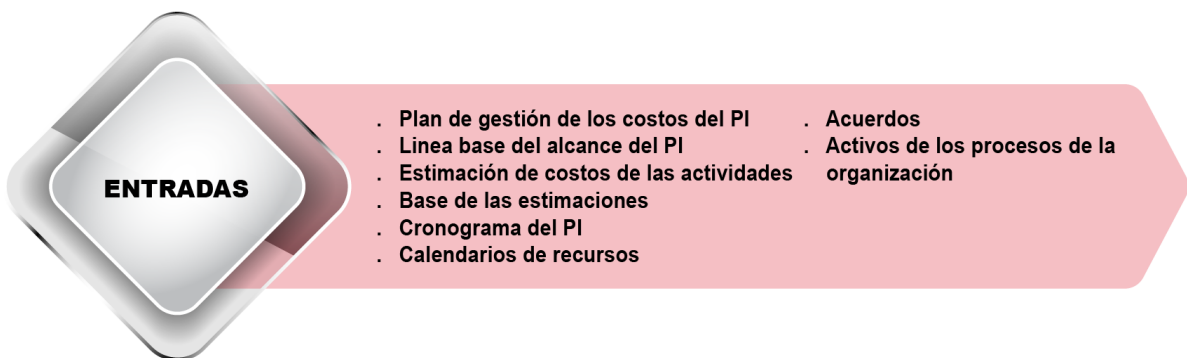 ENTRADAS
. Plan de gestión de los costos del PI
. Linea base del alcance del PI
. Estimación de costos de las actividades
. Base de las estimaciones
. Cronograma del PI
. Calendarios de recursos
. Acuerdos
. Activos de los procesos de la
organización